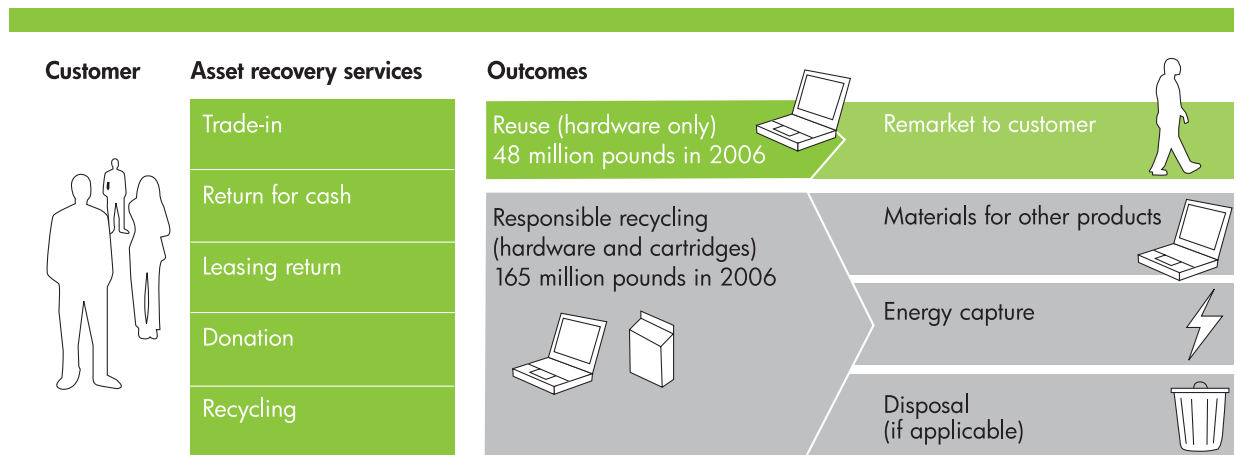 Customer
Asset recovery services
Outcomes
Trade-in
Return for cash
Leasing return
Donation
Recycling
Reuse (hardware only)
48 million pounds in 2006
Remarket to customer
Responsible recycling
(hardware and cartridges)
165 million pounds in 2006
Materials for other products
Energy capture
Disposal
(if applicable)